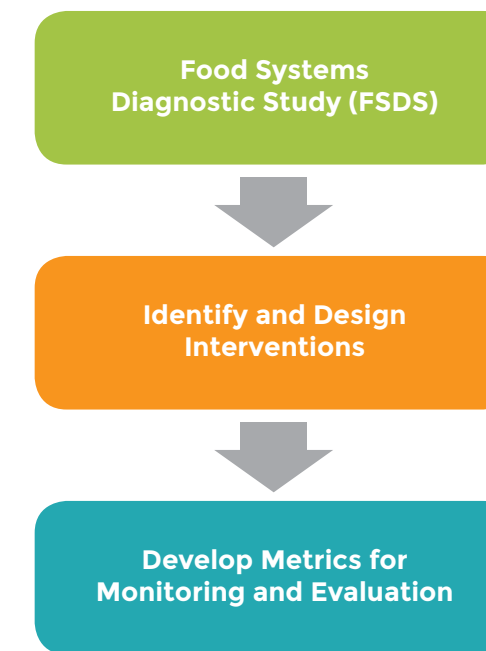 Food Systems
Diagnostic Study (FSDS)
Identify and Design
Interventions
Develop Metrics for
Monitoring and Evaluation